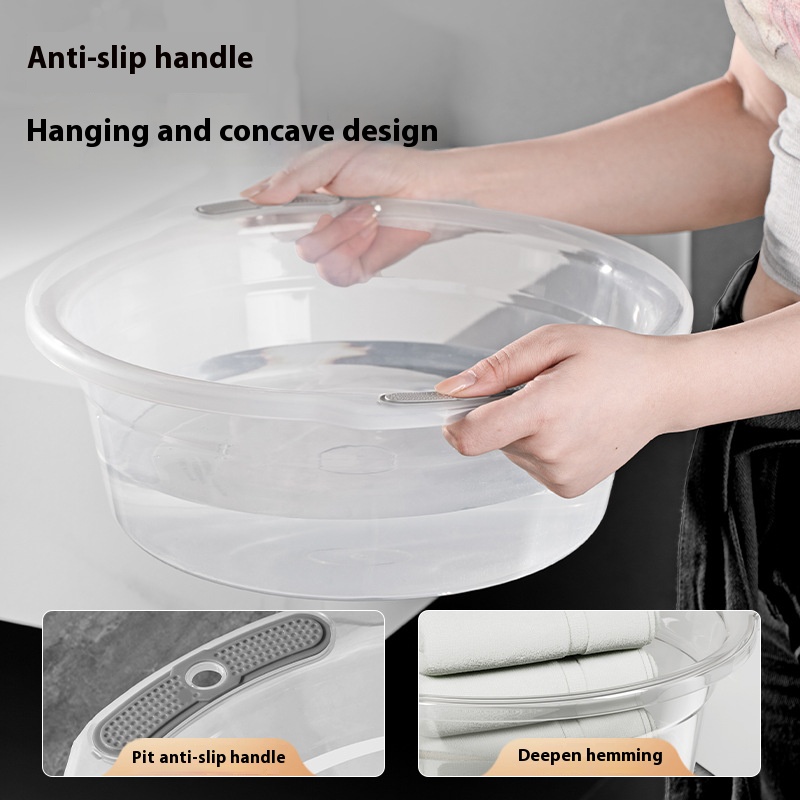 Anti-slip handle
Hanging and concave design
Pit anti-slip handle
Deepen hemming